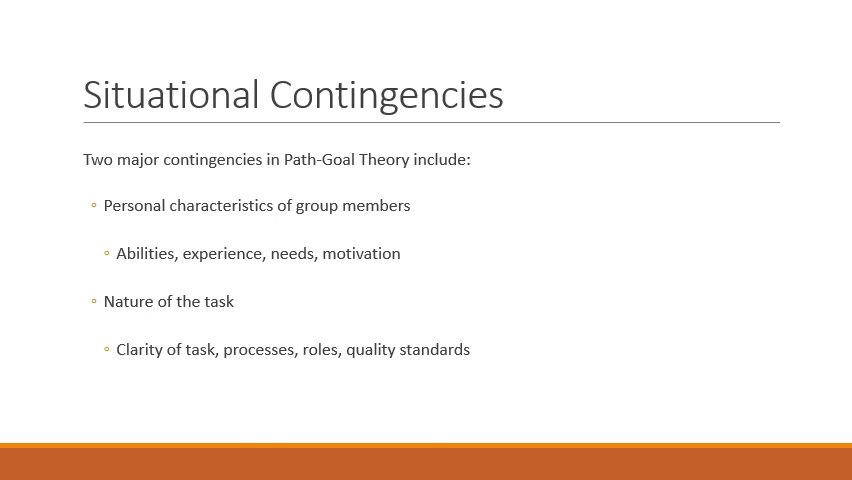 Situational Contingencies
Two major contingencies in Path-Goal Theory include:
◦ Personal characteristics of group members
◦ Abilities, experience, needs, motivation
◦ Nature of the task
◦ Clarity of task, processes, roles, quality standards